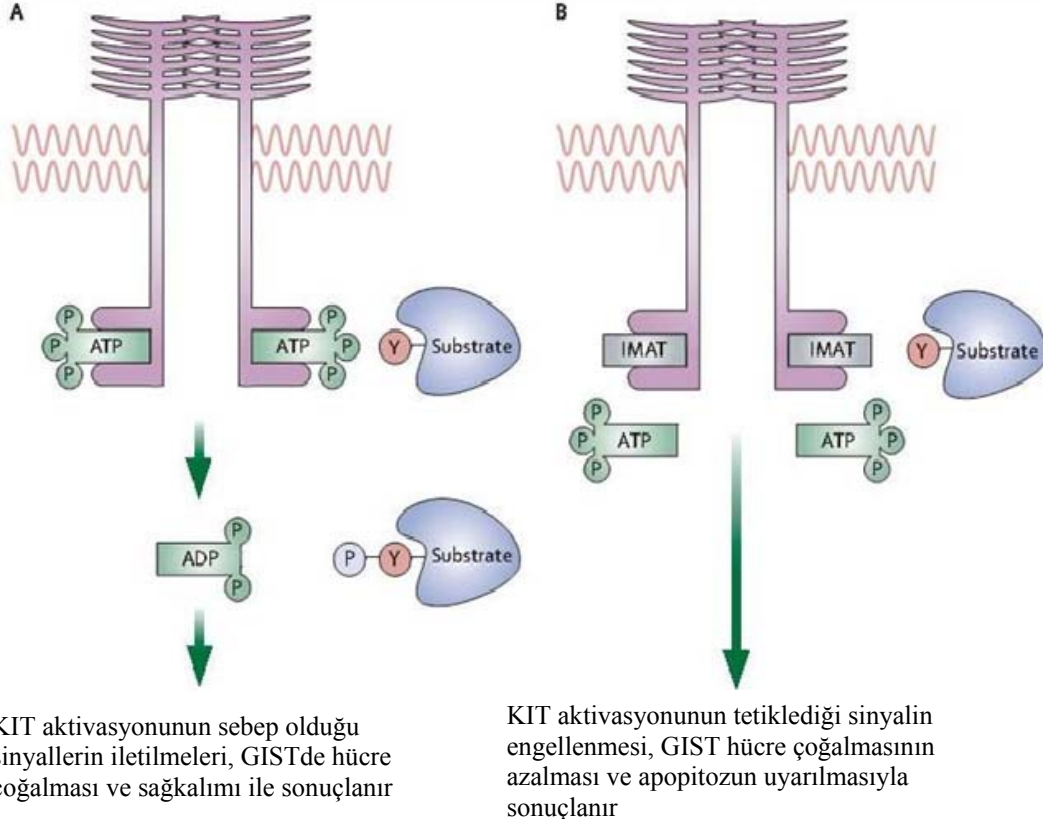 A
B
P
P
P
ATP
ATP
P
P
P
Y
Substrate
IMAT
IMAT
Y
Substrate
P
P
P
ATP
ATP
P
P
P
ADP
P
P
P
Y
Substrate
KIT aktivasyonunun sebep olduğu
sinyallerin iletilmeleri, GISTde hücre
çoğalması ve sağkalımı ile sonuçlanır
KIT aktivasyonunun tetiklediği sinyalin
engellenmesi, GIST hücre çoğalmasının
azalması ve apopitozun uyarılmasıyla
sonuçlanır